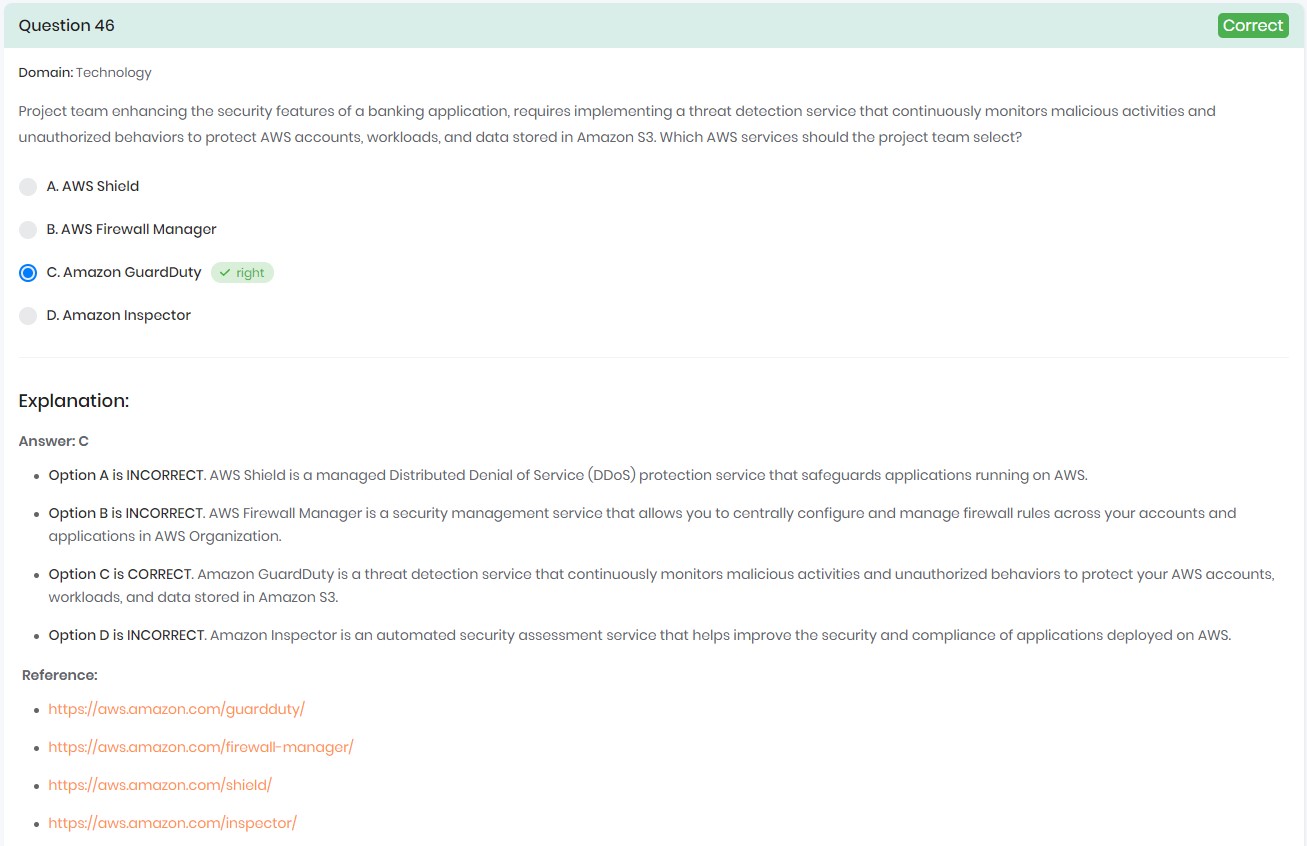 Question 46
Correct
Domain: Technology
Project team enhancing the security features of a banking application, requires implementing a threat detection service that continuously monitors malicious activities and
unauthorized behaviors to protect AWS accounts, workloads, and data stored in Amazon S3. Which AWS services should the project team select?
A. AWS Shield
B. AWS Firewall Manager
C. Amazon GuardDuty right
D. Amazon Inspector
Explanation:
Answer: C
Option A is INCORRECT. AWS Shield is a managed Distributed Denial of Service (DDoS) protection service that safeguards applications running on AWS.
Option B is INCORRECT. AWS Firewall Manager is a security management service that allows you to centrally configure and manage firewall rules across your accounts and
applications in AWS Organization.
Option C is CORRECT. Amazon GuardDuty is a threat detection service that continuously monitors malicious activities and unauthorized behaviors to protect your AWS accounts,
workloads, and data stored in Amazon S3.
Option D is INCORRECT. Amazon Inspector is an automated security assessment service that helps improve the security and compliance of applications deployed on AWS.
Reference:
https://aws.amazon.com/guardduty/
https://aws.amazon.com/firewall-manager/
https://aws.amazon.com/shield/
https://aws.amazon.com/inspector/